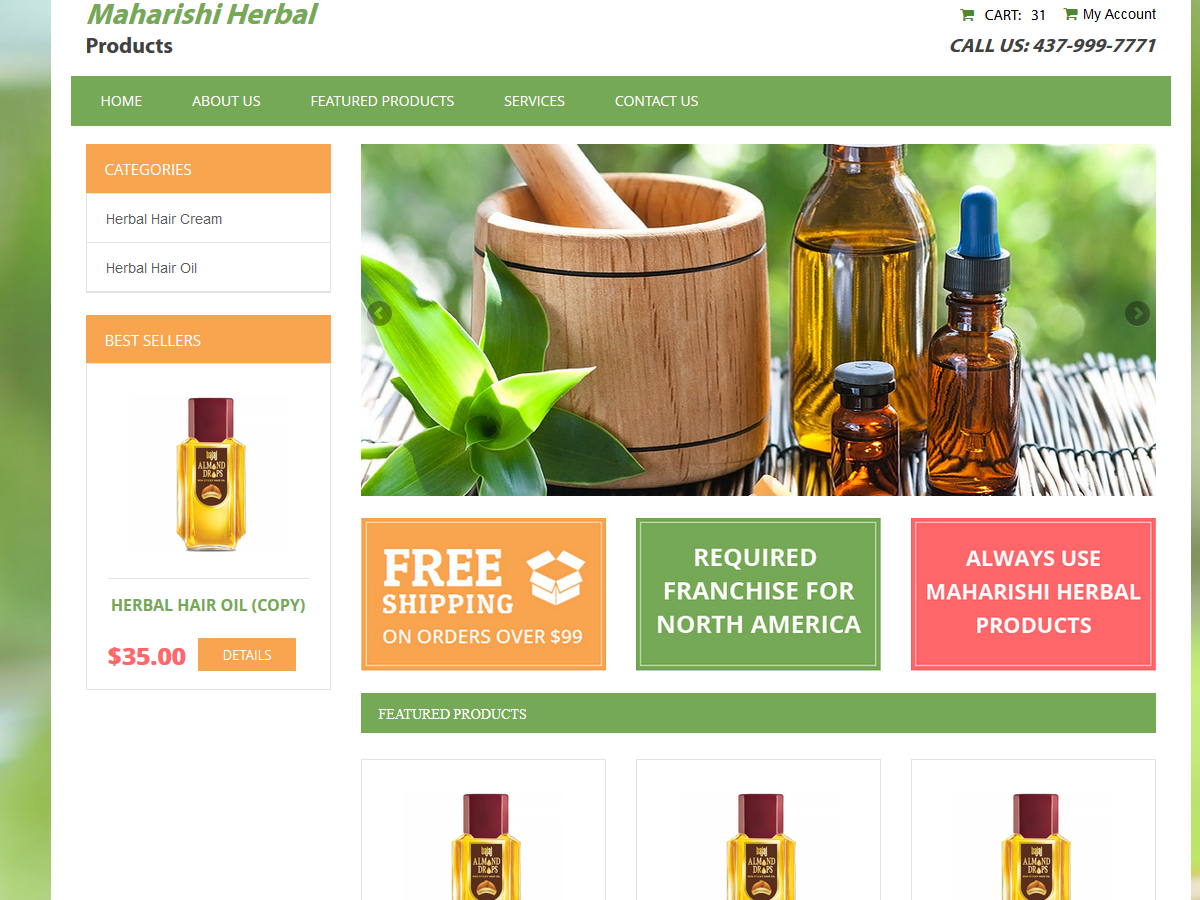 Maharishi Herbal
Products
CART: 31
My Account
CALL US: 437-999-7771
HOME
ABOUT US
FEATURED PRODUCTS
SERVICES
CONTACT US
CATEGORIES
Herbal Hair Cream
Herbal Hair Oil
BEST SELLERS
bajaj
ALMOND
DROPS
HERBAL HAIR OIL (COPY)
$35.00
DETAILS
FREE
SHIPPING
ON ORDERS OVER $99
REQUIRED
FRANCHISE FOR
NORTH AMERICA
ALWAYS USE
MAHARISHI HERBAL
PRODUCTS
FEATURED PRODUCTS
bajaj
ALMOND
DROPS
bajaj
ALMOND
DROPS
bajaj
ALMOND
DROPS